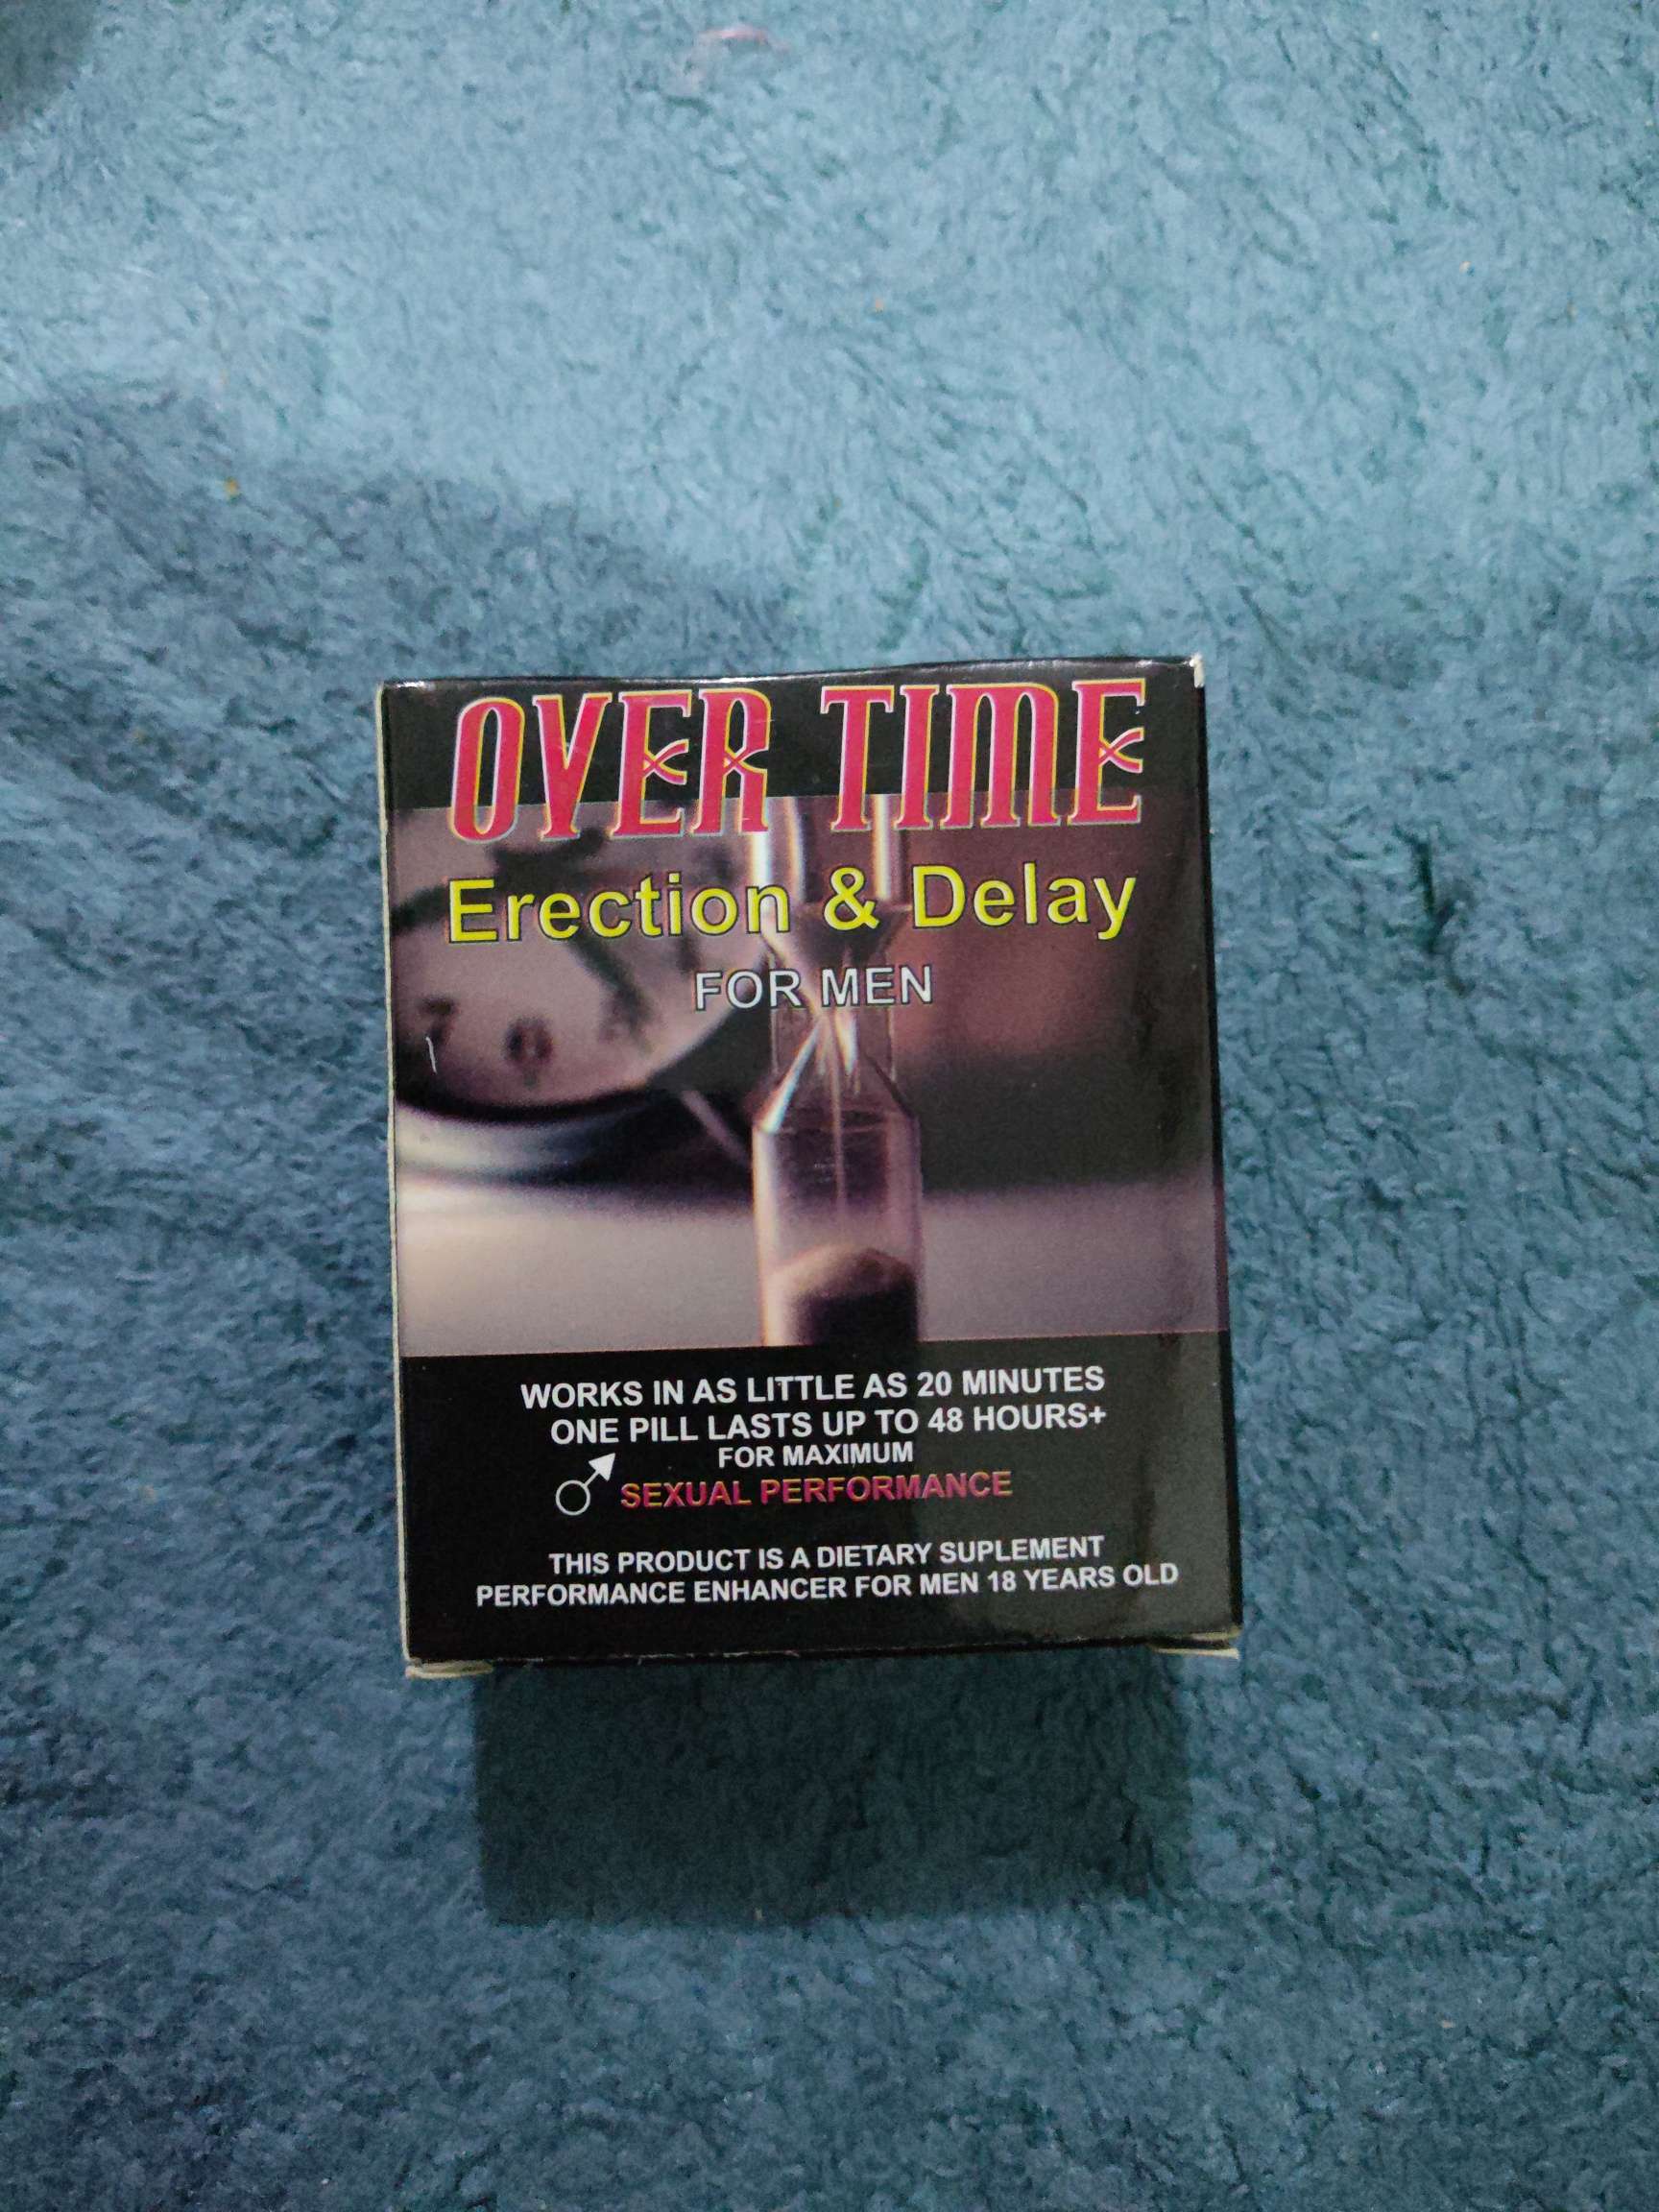 OVER TIME
Erection & Delay
FOR MEN
WORKS IN AS LITTLE AS 20 MINUTES
ONE PILL LASTS UP TO 48 HOURS+
FOR MAXIMUM
SEXUAL PERFORMANCE
THIS PRODUCT IS A DIETARY SUPLEMENT
PERFORMANCE ENHANCER FOR MEN 18 YEARS OLD